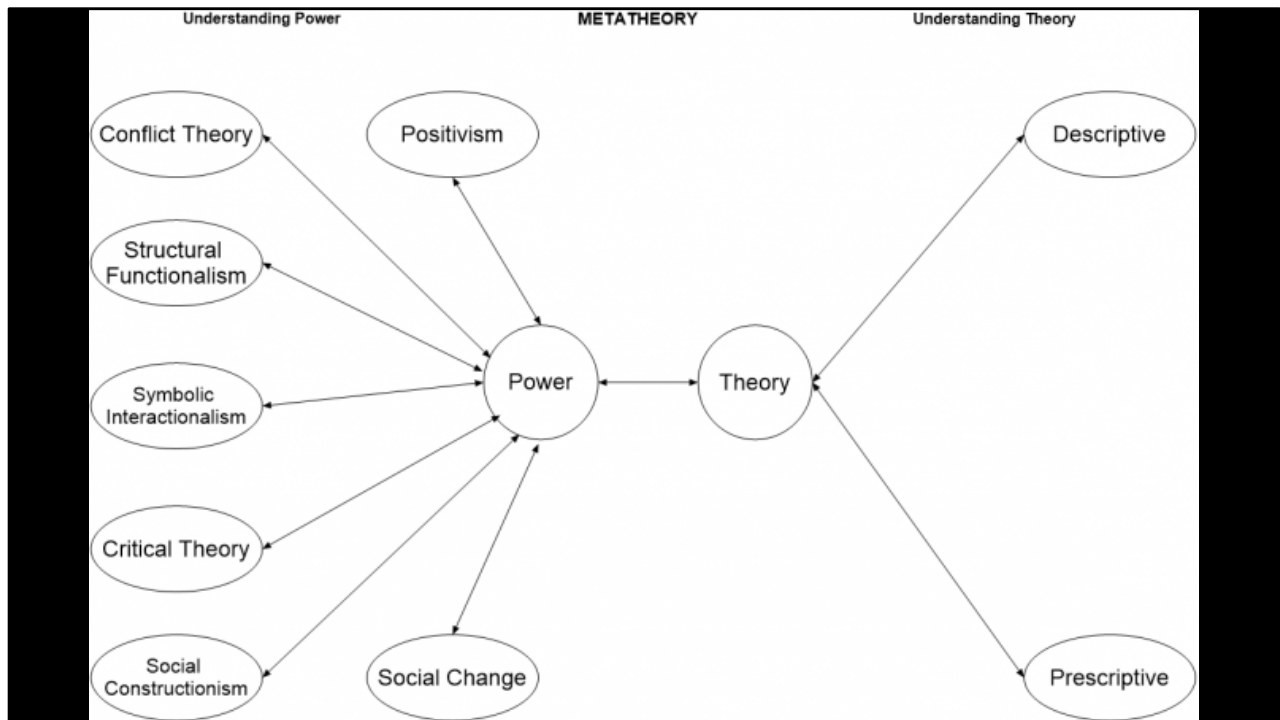 Understanding Power
METATHEORY
Understanding Theory
Conflict Theory
Positivism
Descriptive
Structural
Functionalism
Power
Theory
Symbolic
Interactionalism
Critical Theory
Social
Constructionism
Social Change
Prescriptive